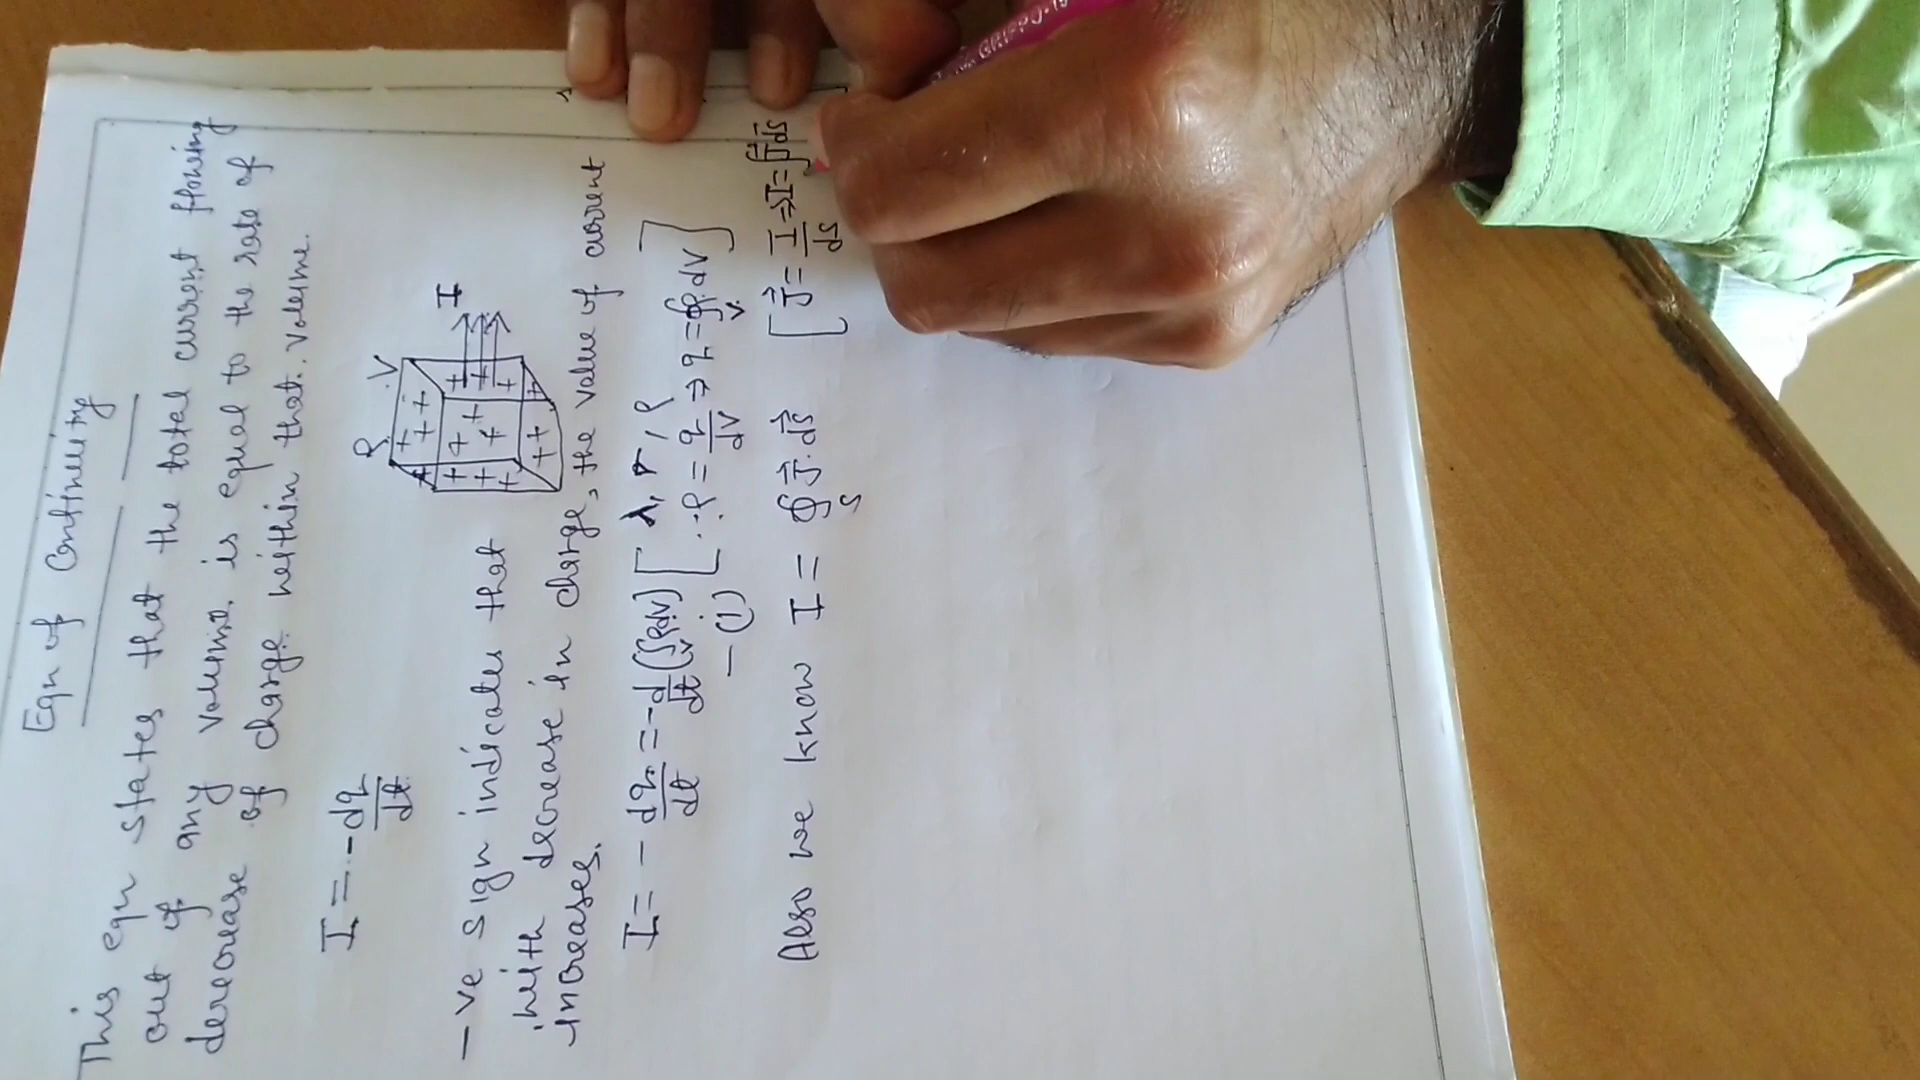 Eqn of Continuity
This eqn states that the total current flowing
out of any volume is equal to the rate of
decrease of charge within that volume.
I = - dq/dt
ρ V
I
-ve sign indicates that
with decrease in charge, the value of current
increases.
λ, σ, ρ
I = - dq/dt = - d/dt (∫ᵥ ρdV) [∴ ρ = q/dV ⇒ q = ∮ᵥ ρ.dV]
— (1)
Also we know I = ∮ₛ J⃗. ds⃗ [J⃗ = I/ds ⇒ I = ∫J⃗ds⃗